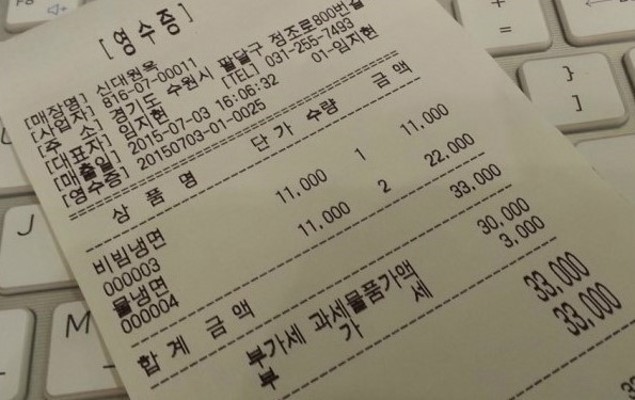 [영수증]
[매장명] 신대원옥
[사업자] 816-07-00011
[주 소] 경기도 수원시 팔달구 정조로800번길
[대표자] 임지현 [TEL] 031-255-7493
[매출일] 2015-07-03 16:06:32 01-임지현
[영수증] 20150703-01-0025
상 품 명 단 가 수량 금 액
비빔냉면 11,000 1 11,000
000003
물냉면 11,000 2 22,000
000004
합 계 금 액 33,000
부가세 과세물품가액 30,000
부 가 세 3,000
33,000
33,000
F8
+
=
}
]
J
M